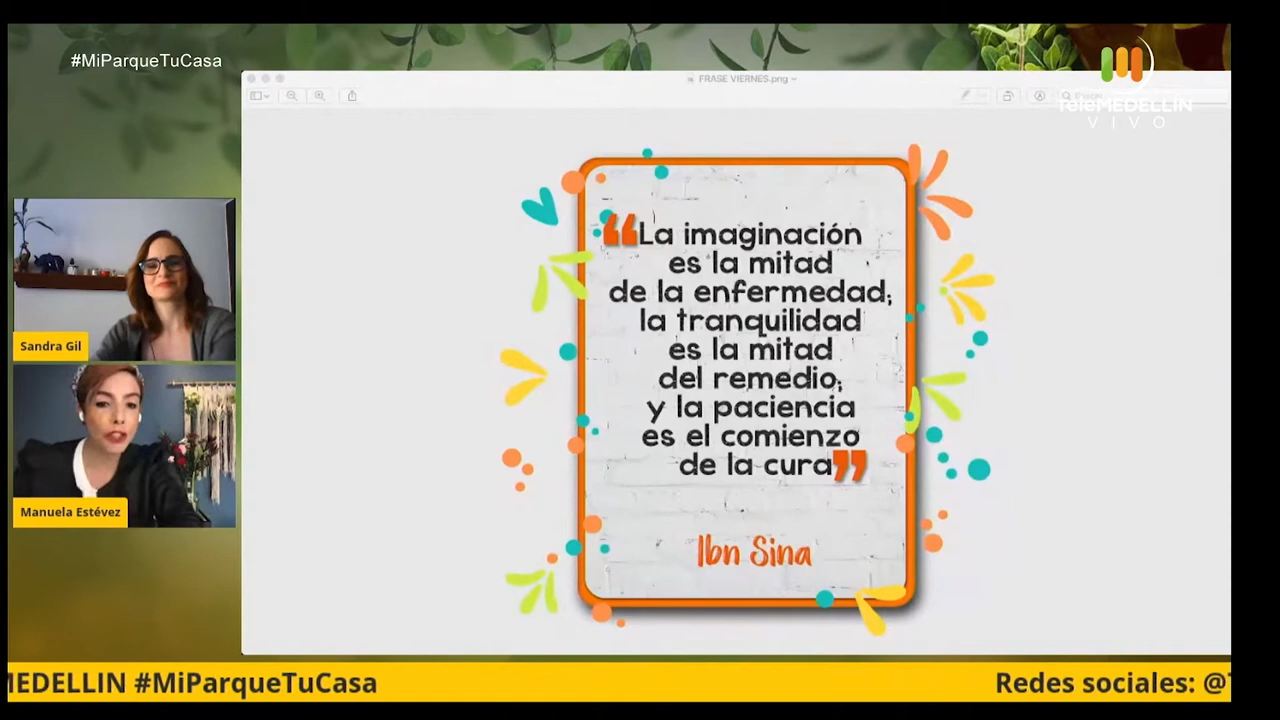 #MiParqueTuCasa
FRASE VIERNES.png
TeleMEDELLÍN
VIVO
“La imaginación
es la mitad
de la enfermedad;
la tranquilidad
es la mitad
del remedio;
y la paciencia
es el comienzo
de la cura”
Ibn Sina
Sandra Gil
Manuela Estévez
MEDELLIN #MiParqueTuCasa
Redes sociales: @